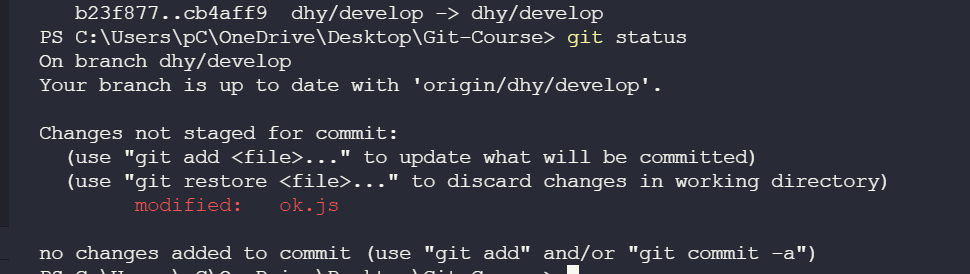 b23f877..cb4aff9  dhy/develop -> dhy/develop
PS C:\Users\pC\OneDrive\Desktop\Git-Course> git status
On branch dhy/develop
Your branch is up to date with 'origin/dhy/develop'.
Changes not staged for commit:
  (use "git add <file>..." to update what will be committed)
  (use "git restore <file>..." to discard changes in working directory)
        modified:   ok.js
no changes added to commit (use "git add" and/or "git commit -a")
PS C:\Users\pC\OneDrive\Desktop\Git-Course>